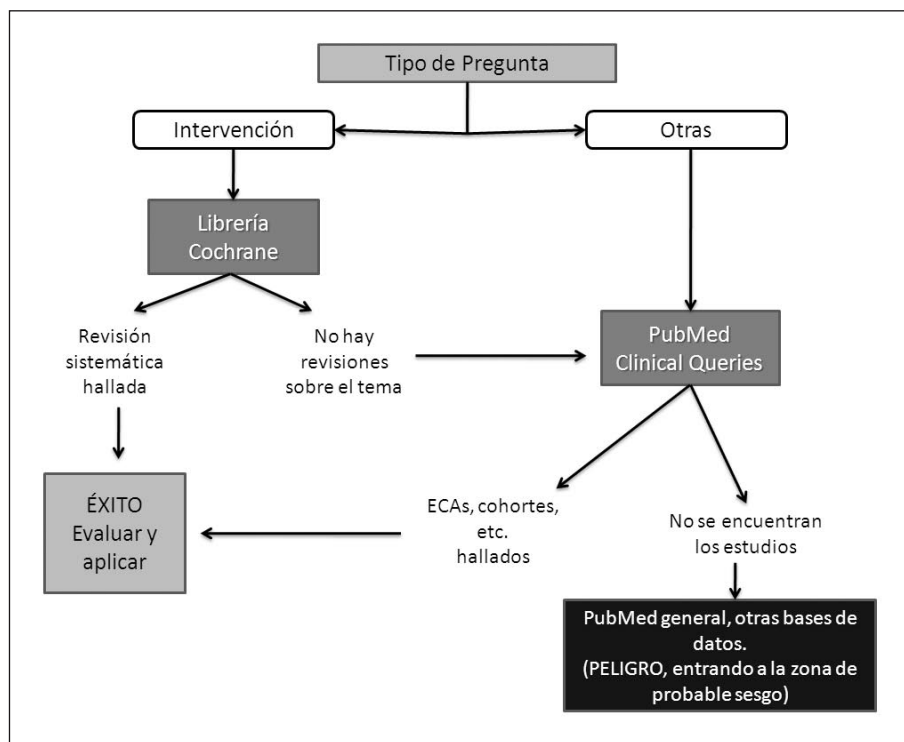 Tipo de Pregunta
Intervención
Otras
Librería
Cochrane
Revisión
sistemática
hallada
No hay
revisiones
sobre el tema
PubMed
Clinical Queries
ÉXITO
Evaluar y
aplicar
ECAs, cohortes,
etc.
hallados
No se encuentran
los estudios
PubMed general, otras bases de
datos.
(PELIGRO, entrando a la zona de
probable sesgo)